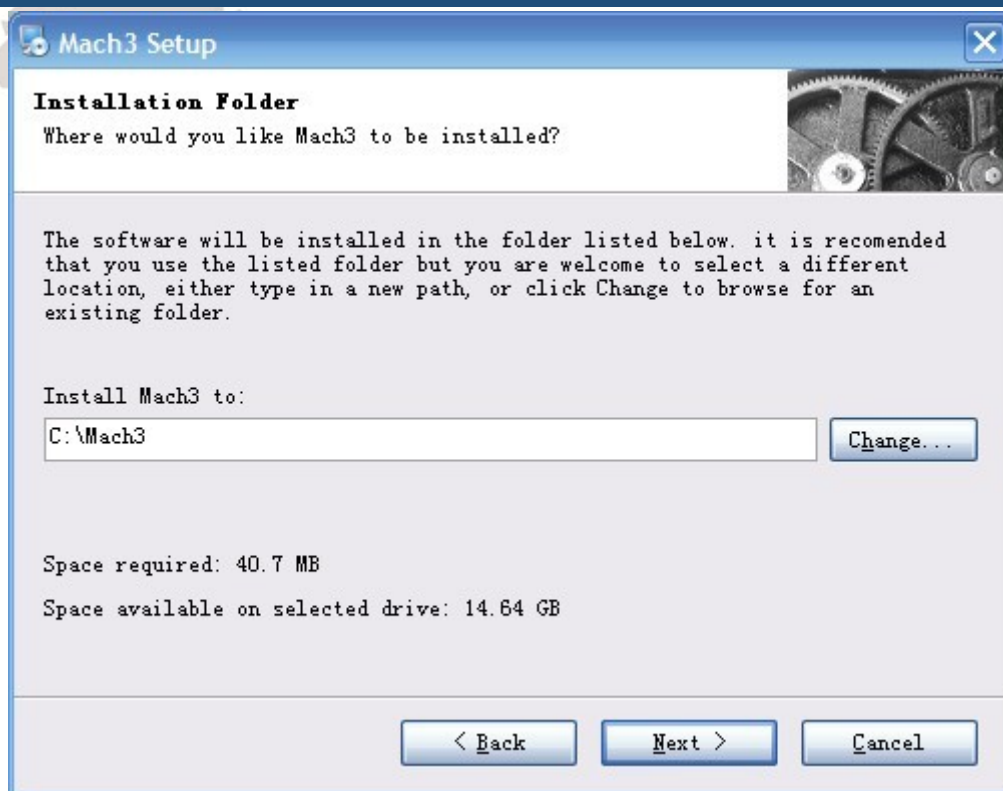 Mach3 Setup
Installation Folder
Where would you like Mach3 to be installed?
The software will be installed in the folder listed below. it is recomended
that you use the listed folder but you are welcome to select a different
location, either type in a new path, or click Change to browse for an
existing folder.
Install Mach3 to:
C:\Mach3
Change...
Space required: 40.7 MB
Space available on selected drive: 14.64 GB
< Back
Next >
Cancel